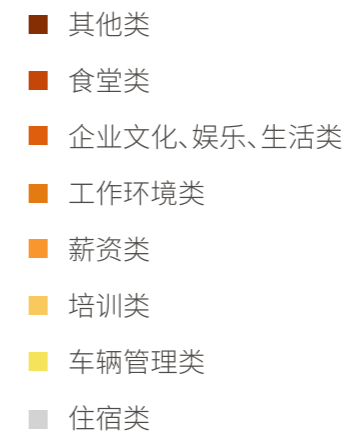 其他类
食堂类
企业文化、娱乐、生活类
工作环境类
薪资类
培训类
车辆管理类
住宿类